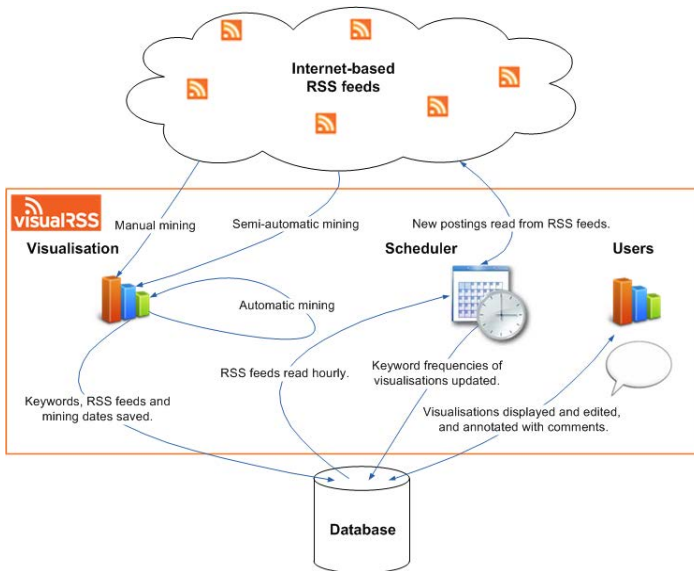 Internet-based
RSS feeds
visualRSS
Manual mining
Semi-automatic mining
New postings read from RSS feeds.
Visualisation
Scheduler
Users
Automatic mining
RSS feeds read hourly.
Keyword frequencies of
visualisations updated.
Keywords, RSS feeds and
mining dates saved.
Visualisations displayed and edited,
and annotated with comments.
Database